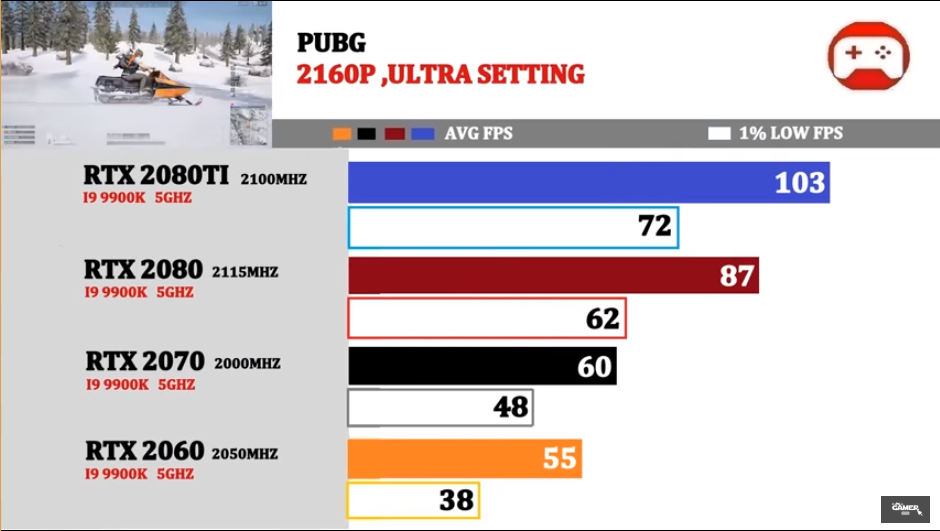 PUBG
2160P ,ULTRA SETTING
AVG FPS
1% LOW FPS
RTX 2080TI 2100MHZ
I9 9900K 5GHZ
103
72
RTX 2080 2115MHZ
I9 9900K 5GHZ
87
62
RTX 2070 2000MHZ
I9 9900K 5GHZ
60
48
RTX 2060 2050MHZ
I9 9900K 5GHZ
55
38
GAMER